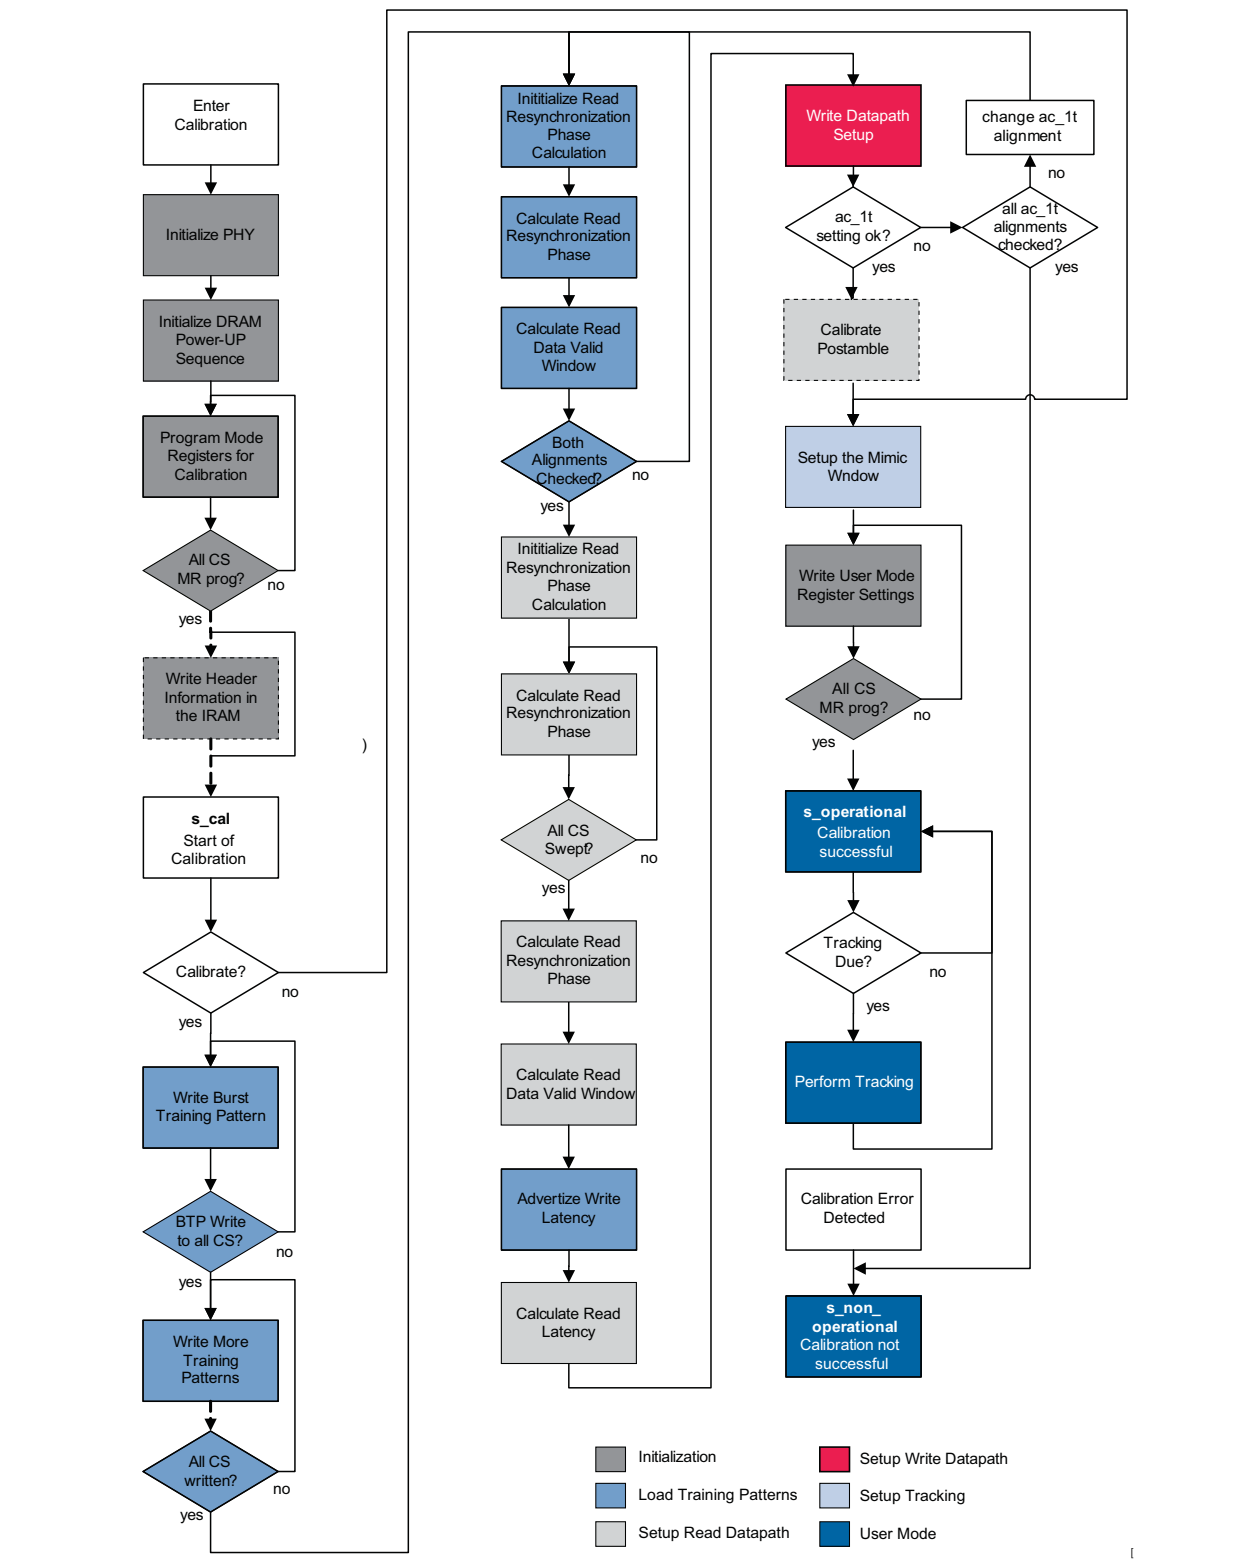 Enter
Calibration
Initialize PHY
Initialize DRAM
Power-UP
Sequence
Program Mode
Registers for
Calibration
All CS
MR prog?
no
yes
Write Header
Information in
the IRAM
)
s_cal
Start of
Calibration
Calibrate?
no
yes
Write Burst
Training Pattern
BTP Write
to all CS?
no
yes
Write More
Training
Patterns
All CS
written?
no
yes
Inititialize Read
Resynchronization
Phase
Calculation
Calculate Read
Resynchronization
Phase
Calculate Read
Data Valid
Window
Both
Alignments
Checked?
no
yes
Inititialize Read
Resynchronization
Phase
Calculation
Calculate Read
Resynchronization
Phase
All CS
Swept?
no
yes
Calculate Read
Resynchronization
Phase
Calculate Read
Data Valid Window
Advertize Write
Latency
Calculate Read
Latency
Write Datapath
Setup
ac_1t
setting ok?
no
yes
change ac_1t
alignment
no
all ac_1t
alignments
checked?
yes
Calibrate
Postamble
Setup the Mimic
Wndow
Write User Mode
Register Settings
All CS
MR prog?
no
yes
s_operational
Calibration
successful
Tracking
Due?
no
yes
Perform Tracking
Calibration Error
Detected
s_non_
operational
Calibration not
successful
Initialization
Load Training Patterns
Setup Read Datapath
Setup Write Datapath
Setup Tracking
User Mode
[